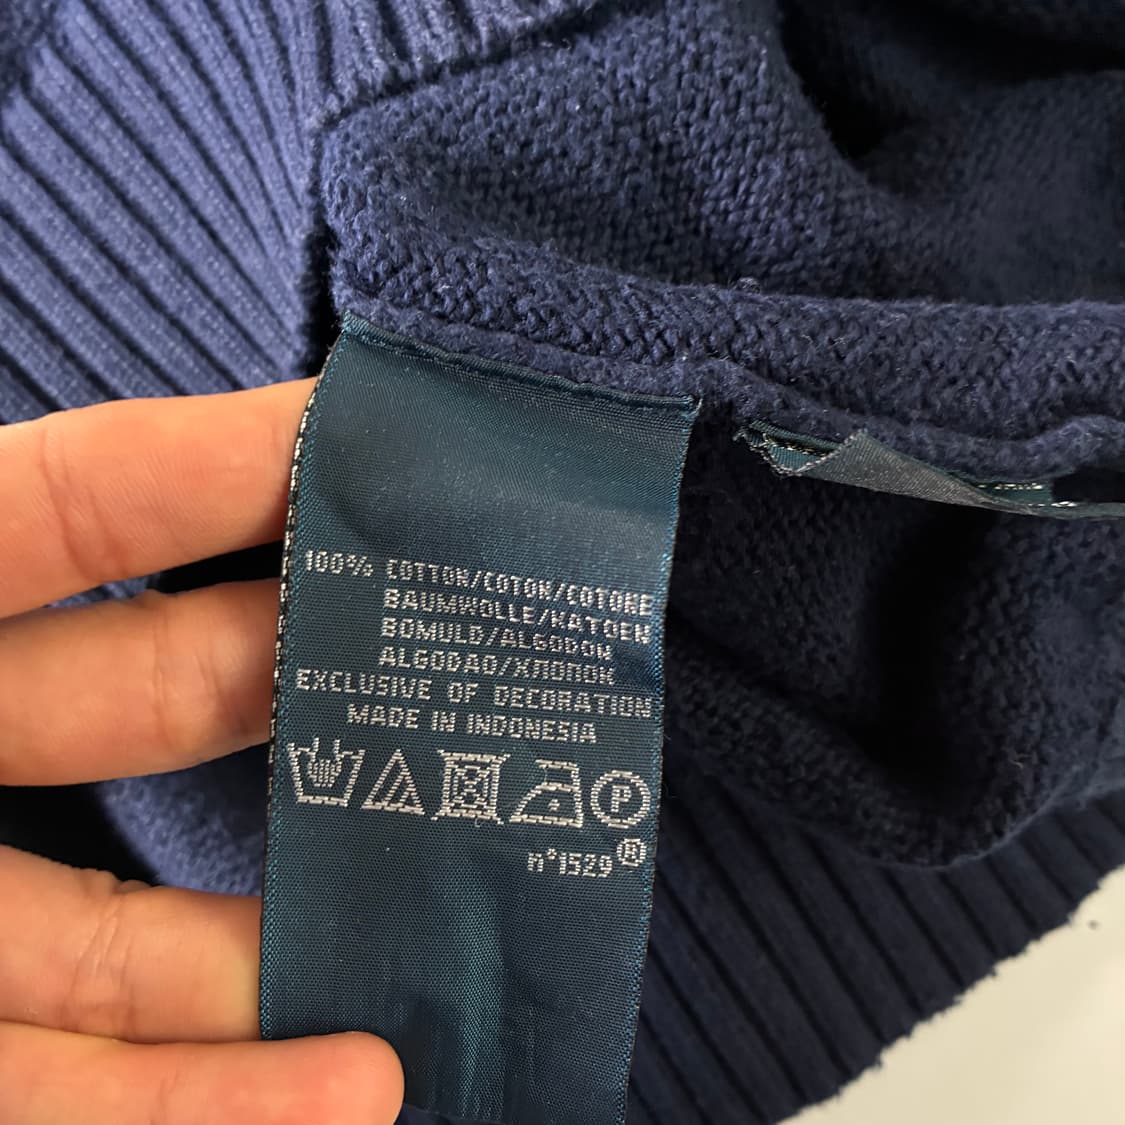 100% COTTON/COTON/COTONE
BAUMWOLLE/KATOEN
BOMULD/ALGODON
ALGODAO/ХЛОПОК
EXCLUSIVE OF DECORATION
MADE IN INDONESIA
P
n°1529®